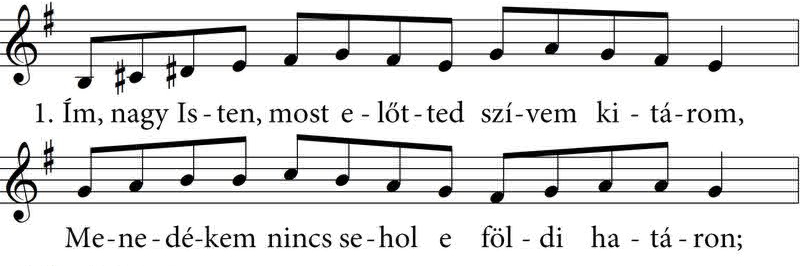 1. Ím, nagy Is - ten, most e - lőt - ted szí - vem ki - tá - rom,
Me - ne - dé - kem nincs se - hol e föl - di ha - tá - ron;